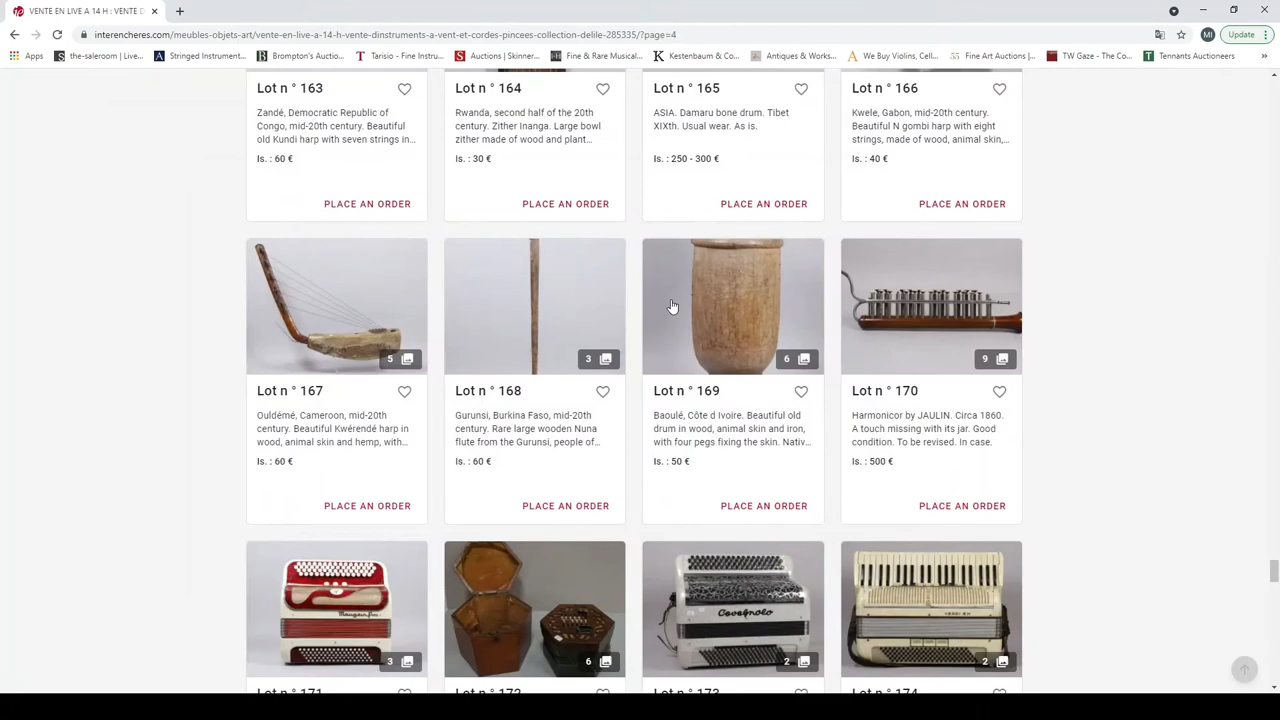 VENTE EN LIVE A 14 H : VENTE D
interencheres.com/meubles-objets-art/vente-en-live-a-14-h-vente-dinstruments-a-vent-et-cordes-pincees-collection-delile-285335/?page=4
MI
Update
Apps
the-saleroom | Live...
Stringed Instrument...
Brompton's Auctio...
Tarisio - Fine Instru...
Auctions | Skinner...
Fine & Rare Musical...
Kestenbaum & Co...
Antiques & Works...
We Buy Violins, Cell...
Fine Art Auctions |...
TW Gaze - The Co...
Tennants Auctioneers
»
Lot n ° 163
Zandé, Democratic Republic of
Congo, mid-20th century. Beautiful
old Kundi harp with seven strings in...
Is. : 60 €
PLACE AN ORDER
Lot n ° 164
Rwanda, second half of the 20th
century. Zither Inanga. Large bowl
zither made of wood and plant...
Is. : 30 €
PLACE AN ORDER
Lot n ° 165
ASIA. Damaru bone drum. Tibet
XIXth. Usual wear. As is.
Is. : 250 - 300 €
PLACE AN ORDER
Lot n ° 166
Kwele, Gabon, mid-20th century.
Beautiful N gombi harp with eight
strings, made of wood, animal skin,...
Is. : 40 €
PLACE AN ORDER
5
Lot n ° 167
Ouldémé, Cameroon, mid-20th
century. Beautiful Kwérendé harp in
wood, animal skin and hemp, with...
Is. : 60 €
PLACE AN ORDER
3
Lot n ° 168
Gurunsi, Burkina Faso, mid-20th
century. Rare large wooden Nuna
flute from the Gurunsi, people of...
Is. : 60 €
PLACE AN ORDER
6
Lot n ° 169
Baoulé, Côte d Ivoire. Beautiful old
drum in wood, animal skin and iron,
with four pegs fixing the skin. Nativ...
Is. : 50 €
PLACE AN ORDER
9
Lot n ° 170
Harmonicor by JAULIN. Circa 1860.
A touch missing with its jar. Good
condition. To be revised. In case.
Is. : 500 €
PLACE AN ORDER
3
Lot n ° 171
6
Lot n ° 172
Cavagnolo
2
Lot n ° 173
2
Lot n ° 174